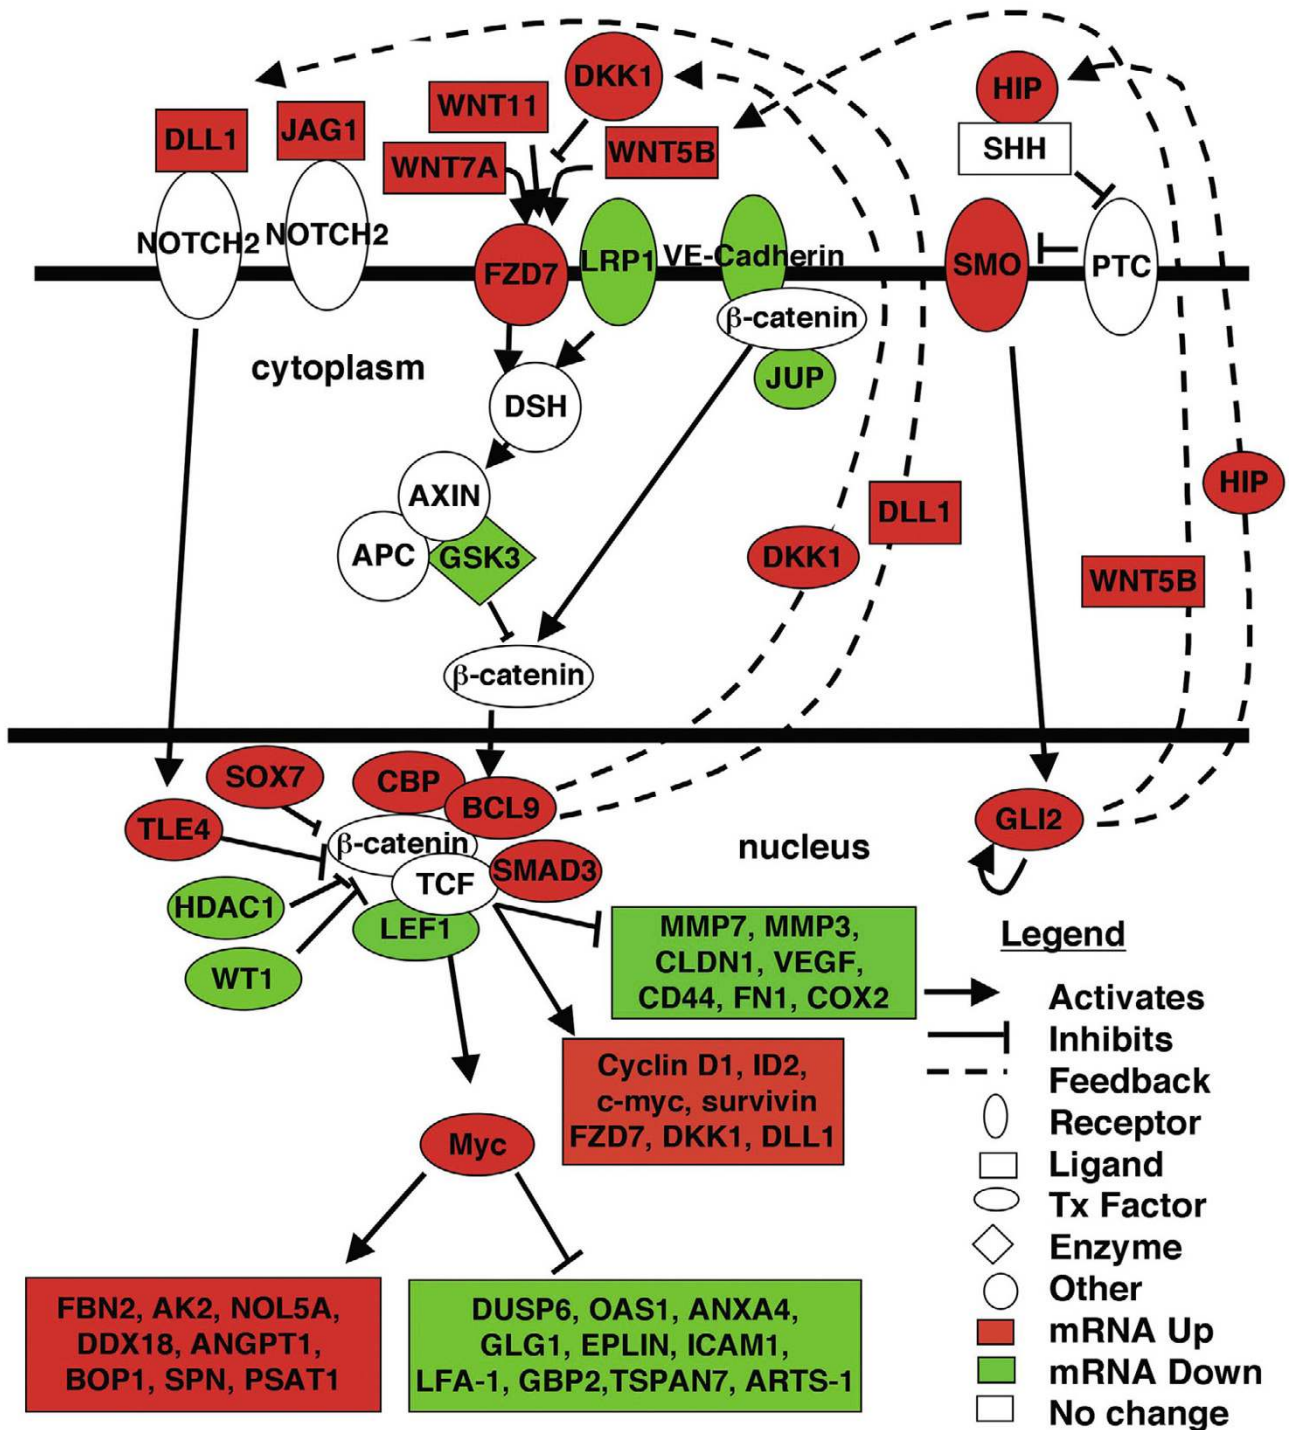 DKK1
HIP
WNT11
DLL1
JAG1
WNT7A
WNT5B
SHH
NOTCH2
NOTCH2
FZD7
LRP1
VE-Cadherin
SMO
PTC
β-catenin
cytoplasm
JUP
DSH
AXIN
APC
GSK3
DKK1
DLL1
HIP
WNT5B
β-catenin
SOX7
CBP
BCL9
TLE4
β-catenin
TCF
SMAD3
nucleus
GLI2
HDAC1
LEF1
WT1
MMP7, MMP3,
CLDN1, VEGF,
CD44, FN1, COX2
Cyclin D1, ID2,
c-myc, survivin
FZD7, DKK1, DLL1
Myc
FBN2, AK2, NOL5A,
DDX18, ANGPT1,
BOP1, SPN, PSAT1
DUSP6, OAS1, ANXA4,
GLG1, EPLIN, ICAM1,
LFA-1, GBP2,TSPAN7, ARTS-1
Legend
Activates
Inhibits
Feedback
Receptor
Ligand
Tx Factor
Enzyme
Other
mRNA Up
mRNA Down
No change